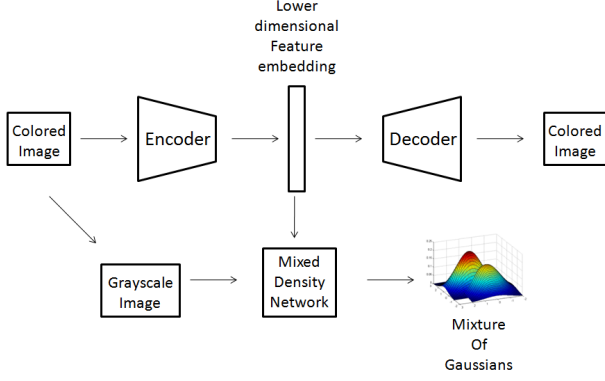 Lower
dimensional
Feature
embedding
Colored
Image
Encoder
Decoder
Colored
Image
Grayscale
Image
Mixed
Density
Network
Mixture
Of
Gaussians